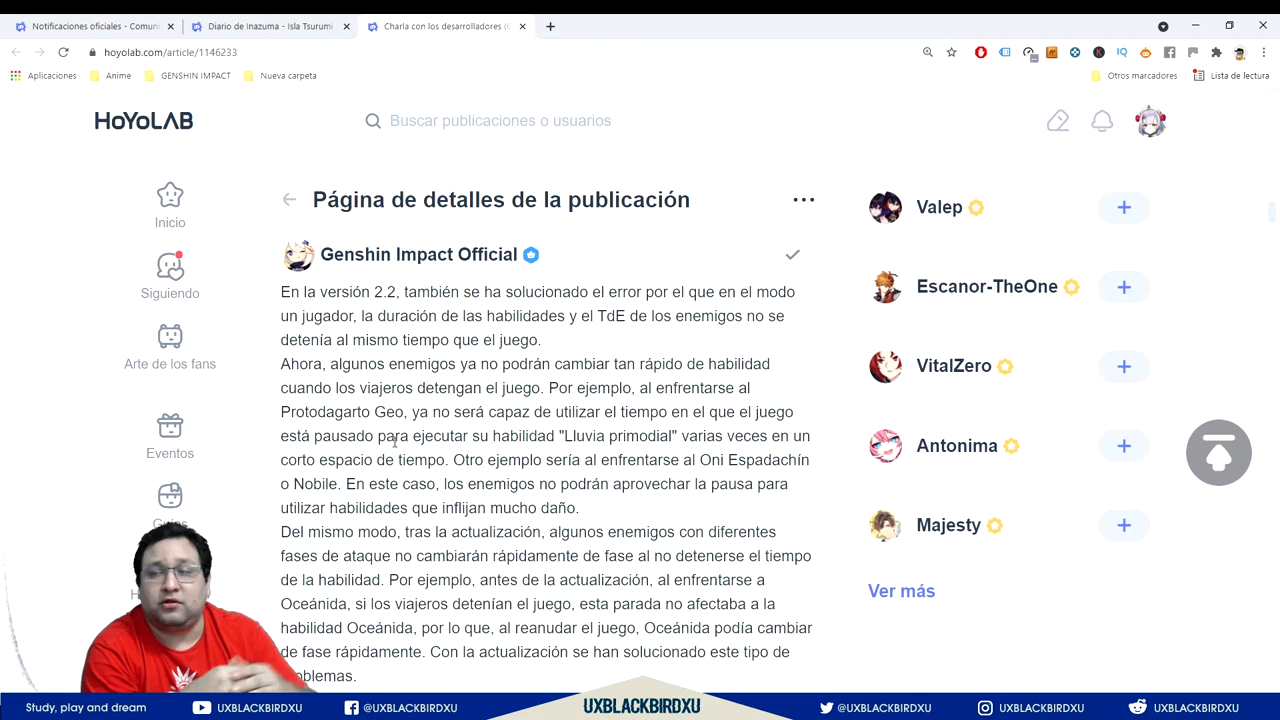 Notificaciones oficiales - Comuni
Diario de Inazuma - Isla Tsurumi
Charla con los desarrolladores (6
hoyolab.com/article/1146233
Aplicaciones
Anime
GENSHIN IMPACT
Nueva carpeta
Otros marcadores
Lista de lectura
HoYoLAB
Buscar publicaciones o usuarios
Inicio
Siguiendo
Arte de los fans
Eventos
Guías
Página de detalles de la publicación
Genshin Impact Official
En la versión 2.2, también se ha solucionado el error por el que en el modo
un jugador, la duración de las habilidades y el TdE de los enemigos no se
detenía al mismo tiempo que el juego.
Ahora, algunos enemigos ya no podrán cambiar tan rápido de habilidad
cuando los viajeros detengan el juego. Por ejemplo, al enfrentarse al
Protodagarto Geo, ya no será capaz de utilizar el tiempo en el que el juego
está pausado para ejecutar su habilidad "Lluvia primodial" varias veces en un
corto espacio de tiempo. Otro ejemplo sería al enfrentarse al Oni Espadachín
o Nobile. En este caso, los enemigos no podrán aprovechar la pausa para
utilizar habilidades que inflijan mucho daño.
Del mismo modo, tras la actualización, algunos enemigos con diferentes
fases de ataque no cambiarán rápidamente de fase al no detenerse el tiempo
de la habilidad. Por ejemplo, antes de la actualización, al enfrentarse a
Oceánida, si los viajeros detenían el juego, esta parada no afectaba a la
habilidad Oceánida, por lo que, al reanudar el juego, Oceánida podía cambiar
de fase rápidamente. Con la actualización se han solucionado este tipo de
oblemas.
Valep
Escanor-TheOne
VitalZero
Antonima
Majesty
Ver más
Study, play and dream
UXBLACKBIRDXU
@UXBLACKBIRDXU
UXBLACKBIRDXU
@UXBLACKBIRDXU
UXBLACKBIRDXU
UXBLACKBIRDXU